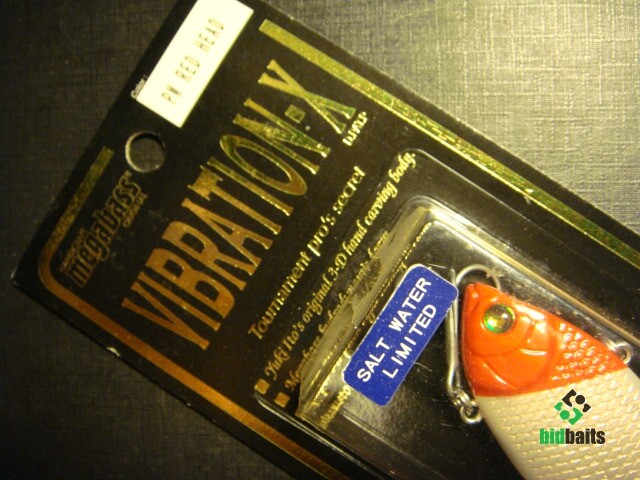 Color:
PW RED HEAD
megabass
VIBRATION-X
Tournament pro's secret
■ Yuki Ito's original 3-D hand carving body.
SALT WATER
LIMITED
bidbaits